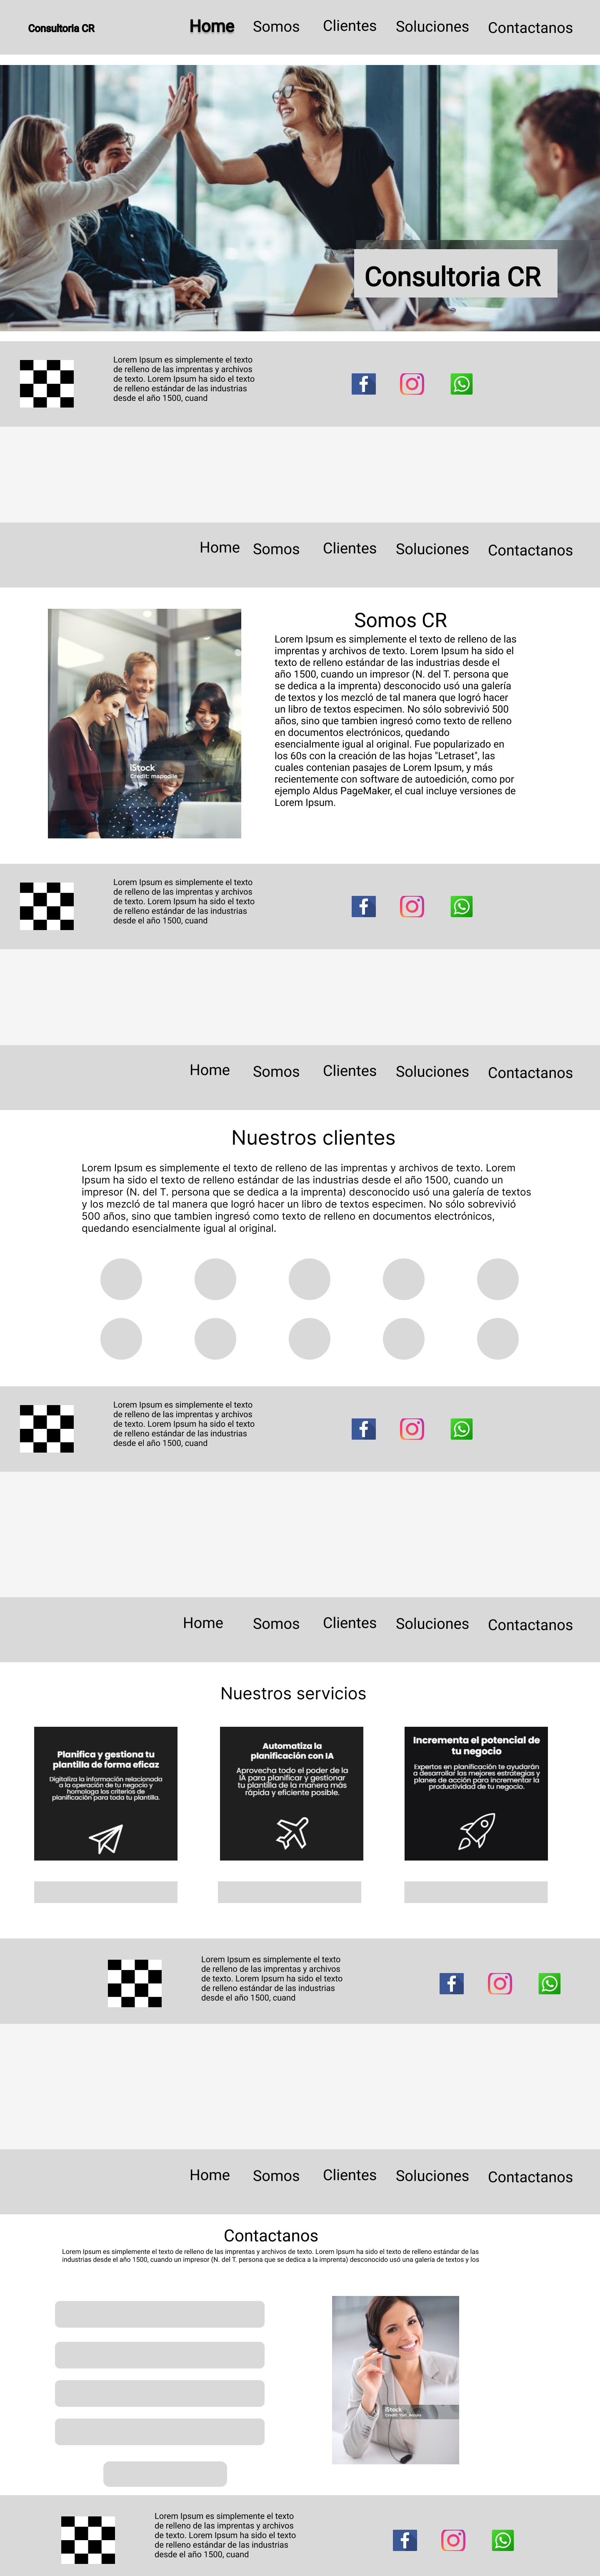 Consultoria CR
Home Somos Clientes Soluciones Contactanos
Consultoria CR
Lorem Ipsum es simplemente el texto
de relleno de las imprentas y archivos
de texto. Lorem Ipsum ha sido el texto
de relleno estándar de las industrias
desde el año 1500, cuand
Home Somos Clientes Soluciones Contactanos
Somos CR
Lorem Ipsum es simplemente el texto de relleno de las
imprentas y archivos de texto. Lorem Ipsum ha sido el
texto de relleno estándar de las industrias desde el
año 1500, cuando un impresor (N. del T. persona que
se dedica a la imprenta) desconocido usó una galería
de textos y los mezcló de tal manera que logró hacer
un libro de textos especimen. No sólo sobrevivió 500
años, sino que tambien ingresó como texto de relleno
en documentos electrónicos, quedando
esencialmente igual al original. Fue popularizado en
los 60s con la creación de las hojas "Letraset", las
cuales contenian pasajes de Lorem Ipsum, y más
recientemente con software de autoedición, como por
ejemplo Aldus PageMaker, el cual incluye versiones de
Lorem Ipsum.
iStock
Credit: mapodile
Lorem Ipsum es simplemente el texto
de relleno de las imprentas y archivos
de texto. Lorem Ipsum ha sido el texto
de relleno estándar de las industrias
desde el año 1500, cuand
Home Somos Clientes Soluciones Contactanos
Nuestros clientes
Lorem Ipsum es simplemente el texto de relleno de las imprentas y archivos de texto. Lorem
Ipsum ha sido el texto de relleno estándar de las industrias desde el año 1500, cuando un
impresor (N. del T. persona que se dedica a la imprenta) desconocido usó una galería de textos
y los mezcló de tal manera que logró hacer un libro de textos especimen. No sólo sobrevivió
500 años, sino que tambien ingresó como texto de relleno en documentos electrónicos,
quedando esencialmente igual al original.
Lorem Ipsum es simplemente el texto
de relleno de las imprentas y archivos
de texto. Lorem Ipsum ha sido el texto
de relleno estándar de las industrias
desde el año 1500, cuand
Home Somos Clientes Soluciones Contactanos
Nuestros servicios
Planifica y gestiona tu
plantilla de forma eficaz
Digitaliza la información relacionada
a la operación de tu negocio y
homologa los criterios de
planificación para toda tu plantilla.
Automatiza la
planificación con IA
Aprovecha todo el poder de la
IA para planificar y gestionar
tu plantilla de la manera más
rápida y eficiente posible.
Incrementa el potencial de
tu negocio
Expertos en planificación te ayudarán
a desarrollar las mejores estrategias y
planes de acción para incrementar la
productividad de tu negocio.
Lorem Ipsum es simplemente el texto
de relleno de las imprentas y archivos
de texto. Lorem Ipsum ha sido el texto
de relleno estándar de las industrias
desde el año 1500, cuand
Home Somos Clientes Soluciones Contactanos
Contactanos
Lorem Ipsum es simplemente el texto de relleno de las imprentas y archivos de texto. Lorem Ipsum ha sido el texto de relleno estándar de las
industrias desde el año 1500, cuando un impresor (N. del T. persona que se dedica a la imprenta) desconocido usó una galería de textos y los
iStock
Lorem Ipsum es simplemente el texto
de relleno de las imprentas y archivos
de texto. Lorem Ipsum ha sido el texto
de relleno estándar de las industrias
desde el año 1500, cuand